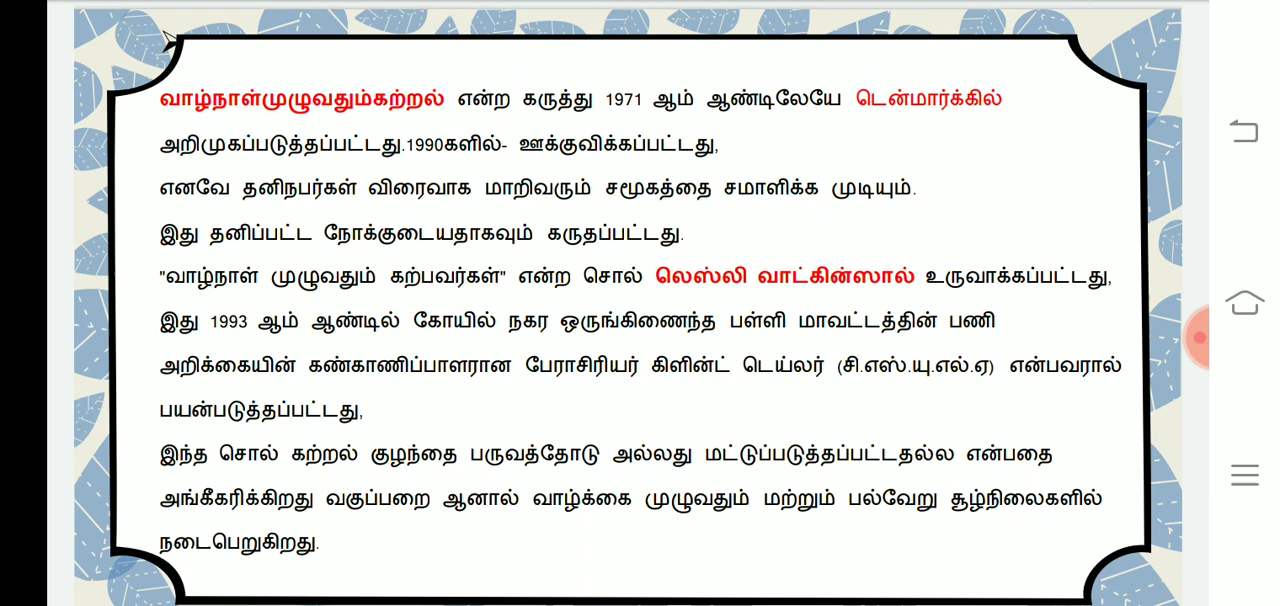 வாழ்நாள்முழுவதும்கற்றல் என்ற கருத்து 1971 ஆம் ஆண்டிலேயே டென்மார்க்கில்
அறிமுகப்படுத்தப்பட்டது.1990களில்- ஊக்குவிக்கப்பட்டது,
எனவே தனிநபர்கள் விரைவாக மாறிவரும் சமூகத்தை சமாளிக்க முடியும்.
இது தனிப்பட்ட நோக்குடையதாகவும் கருதப்பட்டது.
"வாழ்நாள் முழுவதும் கற்பவர்கள்" என்ற சொல் லெஸ்லி வாட்கின்ஸால் உருவாக்கப்பட்டது,
இது 1993 ஆம் ஆண்டில் கோயில் நகர ஒருங்கிணைந்த பள்ளி மாவட்டத்தின் பணி
அறிக்கையின் கண்காணிப்பாளரான பேராசிரியர் கிளின்ட் டெய்லர் (சி.எஸ்.யு.எல்.ஏ) என்பவரால்
பயன்படுத்தப்பட்டது,
இந்த சொல் கற்றல் குழந்தை பருவத்தோடு அல்லது மட்டுப்படுத்தப்பட்டதல்ல என்பதை
அங்கீகரிக்கிறது வகுப்பறை ஆனால் வாழ்க்கை முழுவதும் மற்றும் பல்வேறு சூழ்நிலைகளில்
நடைபெறுகிறது.